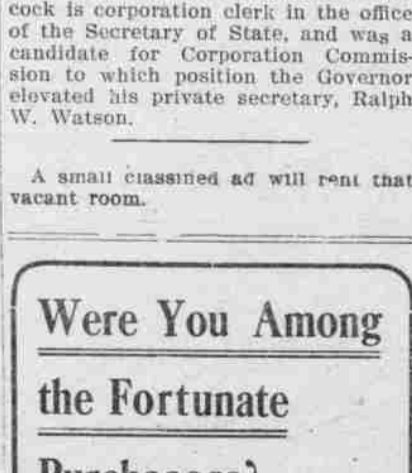 cock is corporation clerk in the office
of the Secretary of State, and was a
candidate for Corporation Commis-
sion to which position the Governor
elevated his private secretary, Ralph
W. Watson.
A small classified ad will rent that
vacant room.
Were You Among
the Fortunate
Purchasers'